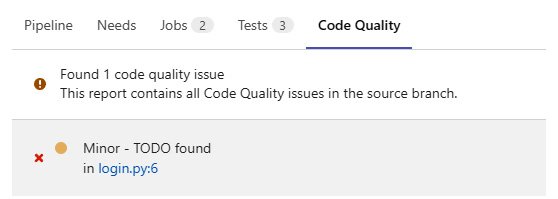 Pipeline Needs Jobs 2 Tests 3 Code Quality
Found 1 code quality issue
This report contains all Code Quality issues in the source branch.
Minor - TODO found
in login.py:6